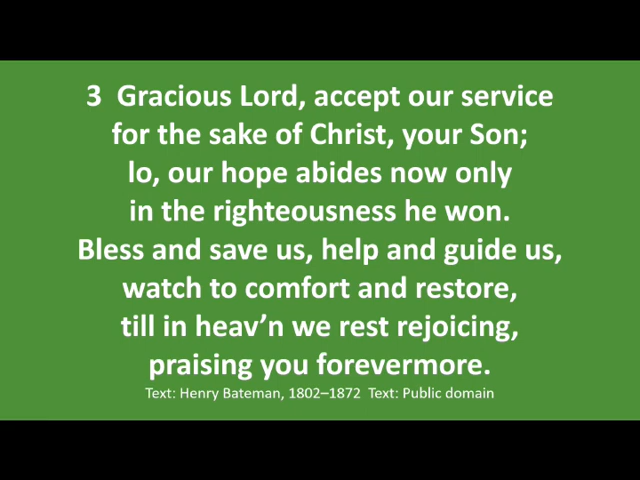 3  Gracious Lord, accept our service
for the sake of Christ, your Son;
lo, our hope abides now only
in the righteousness he won.
Bless and save us, help and guide us,
watch to comfort and restore,
till in heav’n we rest rejoicing,
praising you forevermore.
Text: Henry Bateman, 1802–1872  Text: Public domain